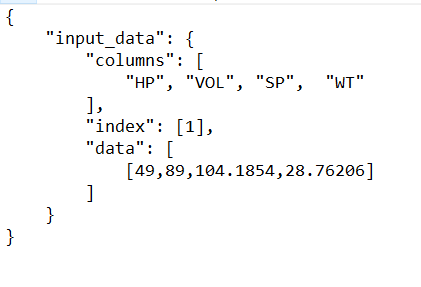 {
    "input_data": {
        "columns": [
            "HP", "VOL", "SP",  "WT"
        ],
        "index": [1],
        "data": [
            [49,89,104.1854,28.76206]
        ]
    }
}